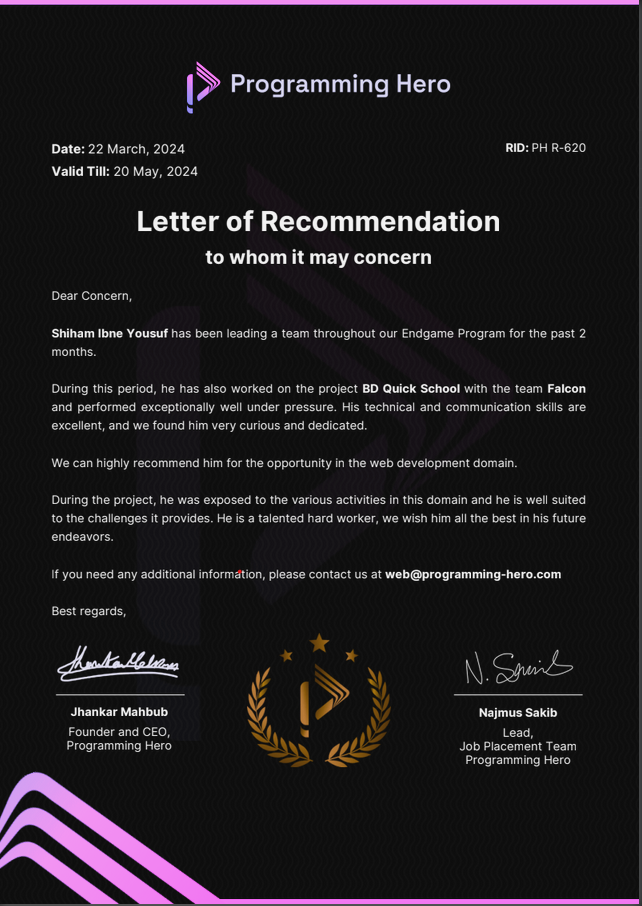 Programming Hero
Date: 22 March, 2024
RID: PH R-620
Valid Till: 20 May, 2024
Letter of Recommendation
to whom it may concern
Dear Concern,
Shiham Ibne Yousuf has been leading a team throughout our Endgame Program for the past 2
months.
During this period, he has also worked on the project BD Quick School with the team Falcon
and performed exceptionally well under pressure. His technical and communication skills are
excellent, and we found him very curious and dedicated.
We can highly recommend him for the opportunity in the web development domain.
During the project, he was exposed to the various activities in this domain and he is well suited
to the challenges it provides. He is a talented hard worker, we wish him all the best in his future
endeavors.
If you need any additional information, please contact us at web@programming-hero.com
Best regards,
Jhankar Mahbub
Founder and CEO,
Programming Hero
N. Sakib
Najmus Sakib
Lead,
Job Placement Team
Programming Hero